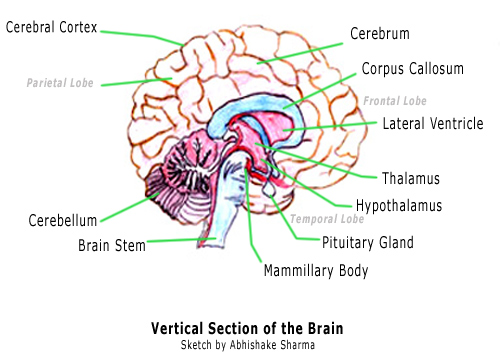 Cerebral Cortex
Cerebrum
Corpus Callosum
Parietal Lobe
Frontal Lobe
Lateral Ventricle
Thalamus
Hypothalamus
Cerebellum
Temporal Lobe
Brain Stem
Pituitary Gland
Mammillary Body
Vertical Section of the Brain
Sketch by Abhishake Sharma